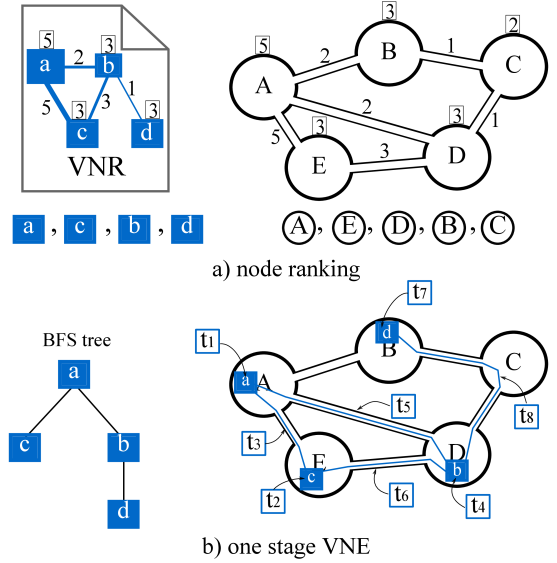 5
a
2
3
b
5
3
1
3
c
3
d
VNR
5
A
2
3
B
1
2
C
2
3
D
1
5
3
E
3
a , c , b , d
A, E, D, B, C
a) node ranking
BFS tree
a
c
b
d
t1
t7
a
A
d
B
C
t5
t8
t3
E
c
t2
t6
D
b
t4
b) one stage VNE